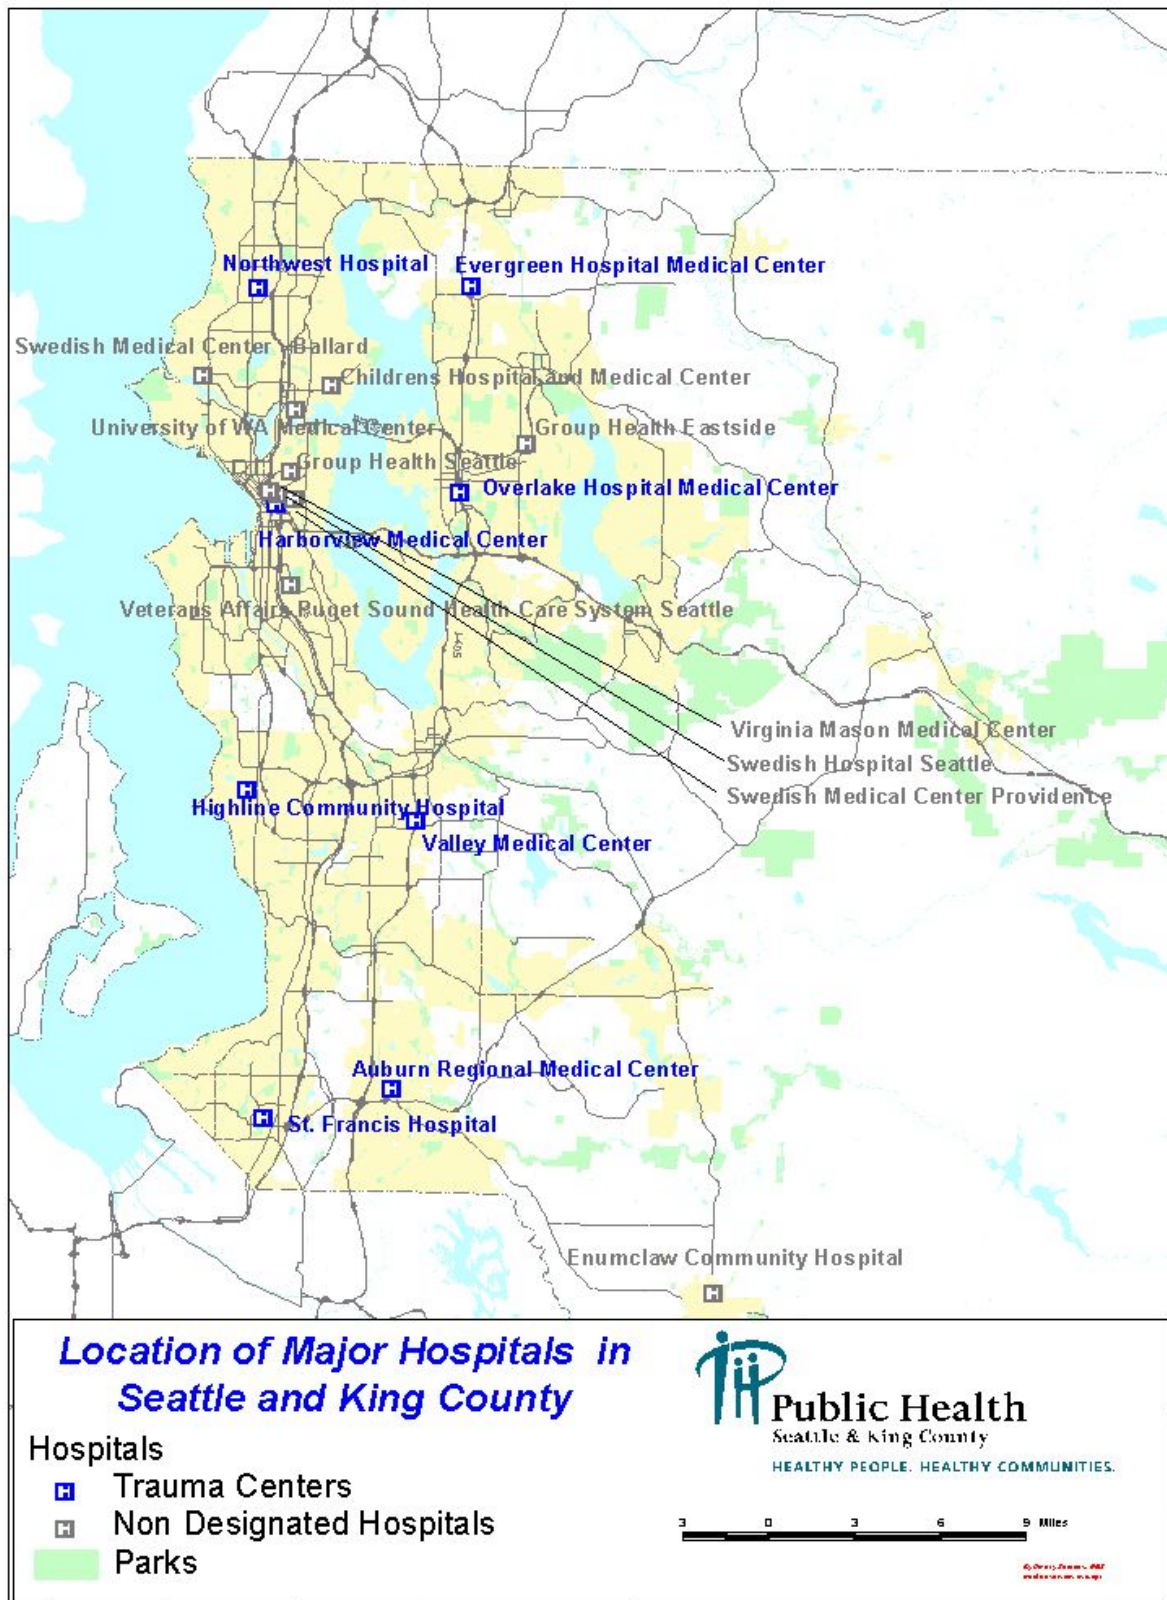 Northwest Hospital
Evergreen Hospital Medical Center
Swedish Medical Center - Ballard
Childrens Hospital and Medical Center
University of WA Medical Center
Group Health Eastside
Group Health Seattle
Overlake Hospital Medical Center
Harborview Medical Center
Veterans Affairs Puget Sound Health Care System Seattle
I-405
Virginia Mason Medical Center
Swedish Hospital Seattle
Swedish Medical Center Providence
Highline Community Hospital
Valley Medical Center
Auburn Regional Medical Center
St. Francis Hospital
Enumclaw Community Hospital
Location of Major Hospitals in
Seattle and King County
Hospitals
H Trauma Centers
H Non Designated Hospitals
Parks
Public Health
Seattle & King County
HEALTHY PEOPLE. HEALTHY COMMUNITIES.
3 0 3 6 9 Miles